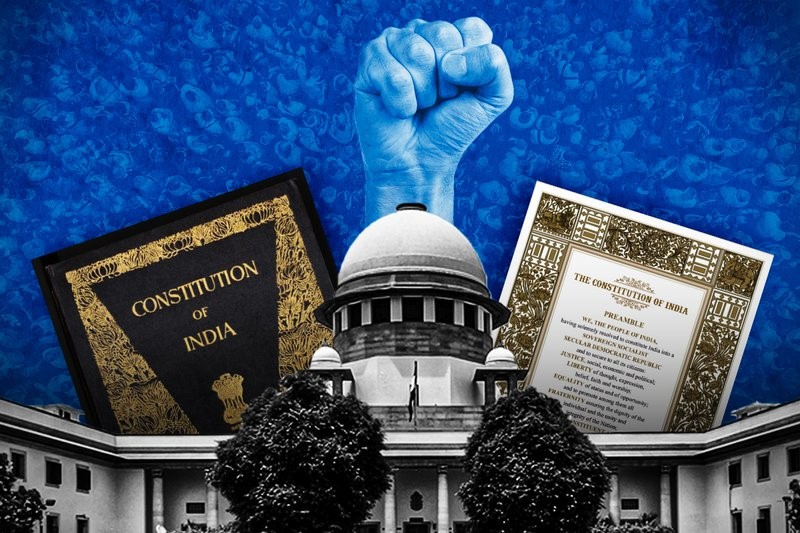 CONSTITUTION
OF
INDIA
THE CONSTITUTION OF INDIA
PREAMBLE
WE, THE PEOPLE OF INDIA,
having solemnly resolved to constitute India into a
SOVEREIGN SOCIALIST
SECULAR DEMOCRATIC REPUBLIC
and to secure to all its citizens:
JUSTICE, social, economic and political;
LIBERTY of thought, expression,
belief, faith and worship;
EQUALITY of status and of opportunity;
and to promote among them all
FRATERNITY assuring the dignity of the
individual and the unity and
integrity of the Nation;